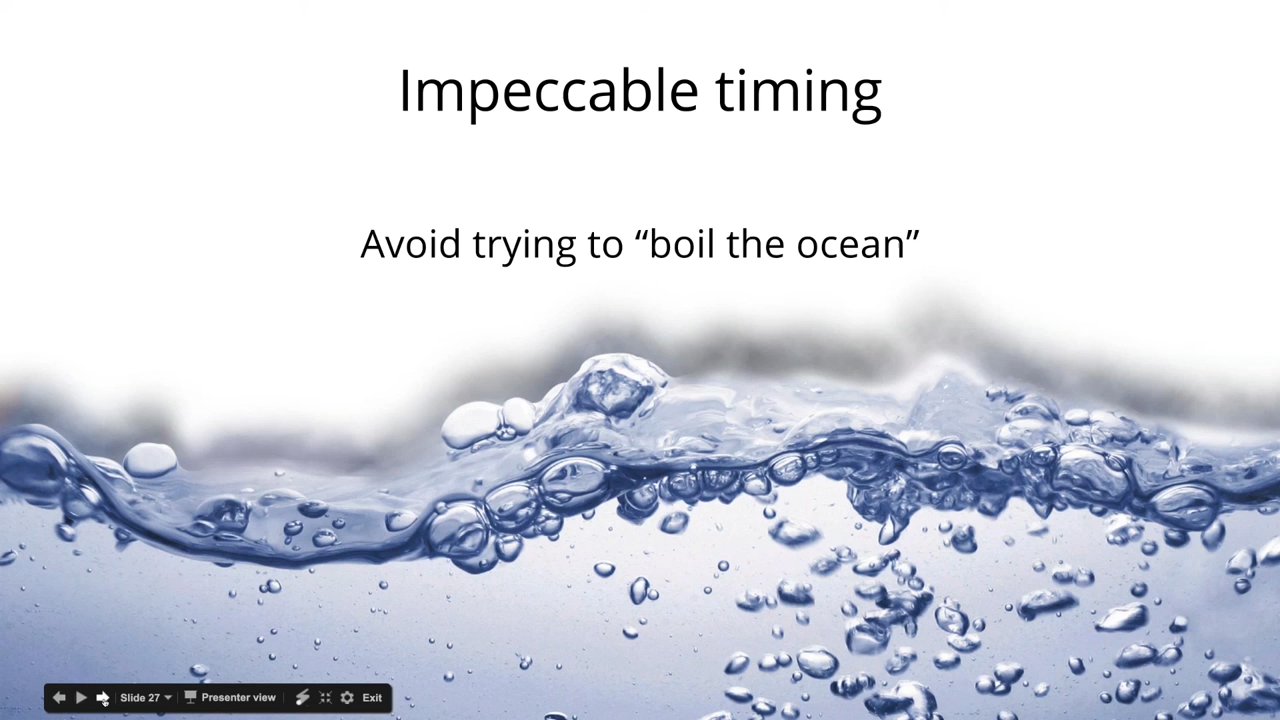 Impeccable timing
Avoid trying to “boil the ocean”
Slide 27 Presenter view Exit